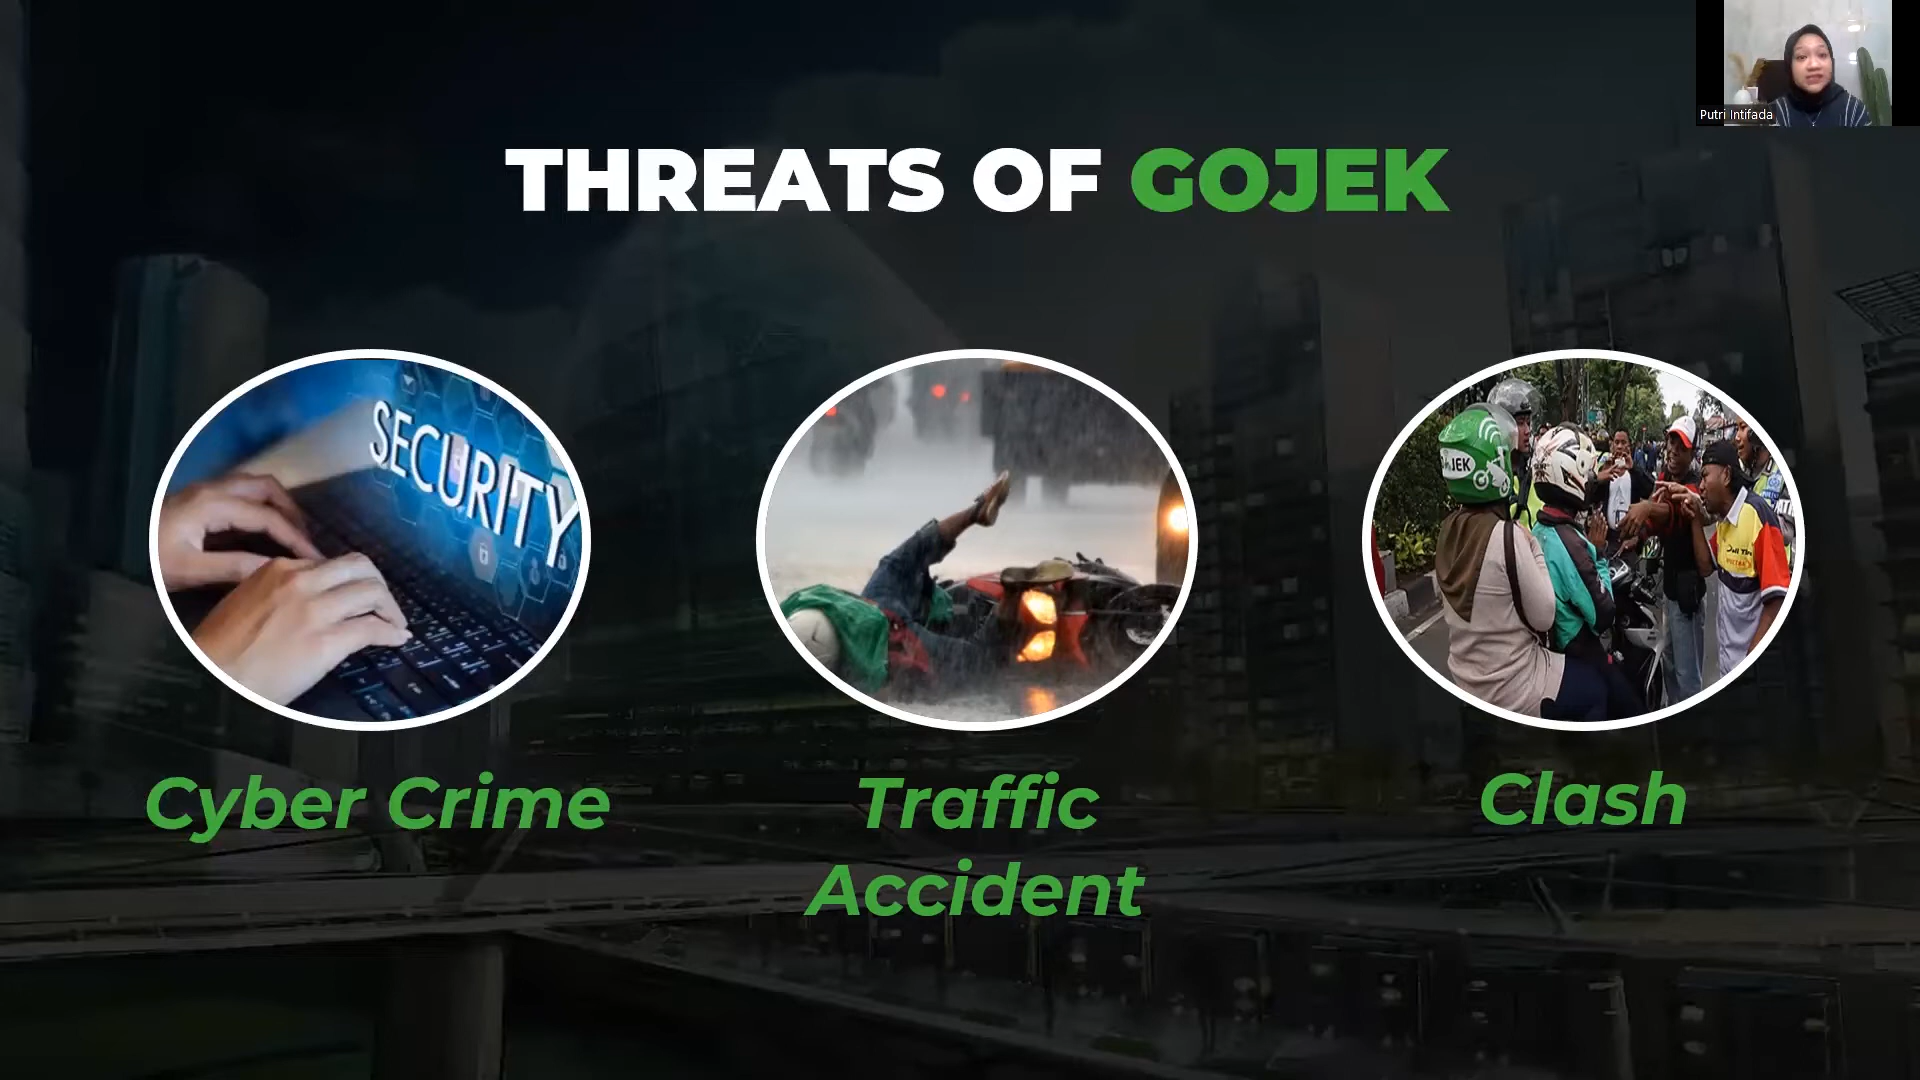 Putri Intifada
THREATS OF GOJEK
SECURITY
JEK
Cyber Crime
Traffic
Accident
Clash